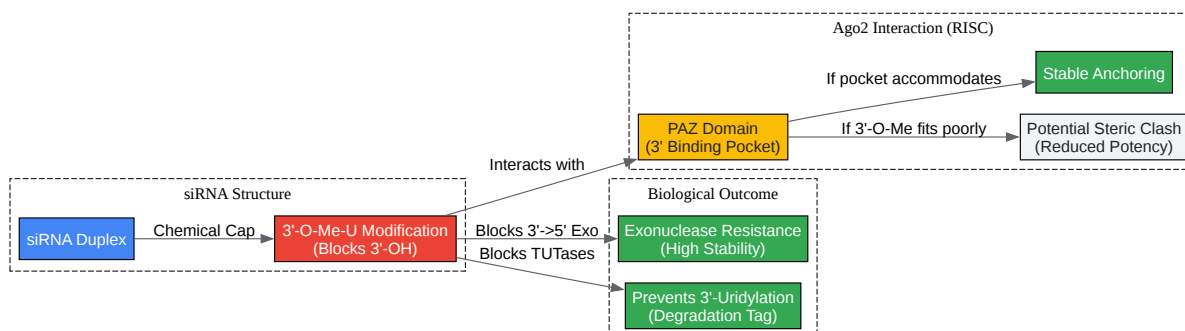 Ago2 Interaction (RISC)
If pocket accommodates
Stable Anchoring
PAZ Domain
(3' Binding Pocket)
If 3'-O-Me fits poorly
Potential Steric Clash
(Reduced Potency)
Interacts with
siRNA Structure
siRNA Duplex
Chemical Cap
3'-O-Me-U Modification
(Blocks 3'-OH)
Biological Outcome
Blocks 3'->5' Exo
Exonuclease Resistance
(High Stability)
Blocks TUTases
Prevents 3'-Uridylation
(Degradation Tag)